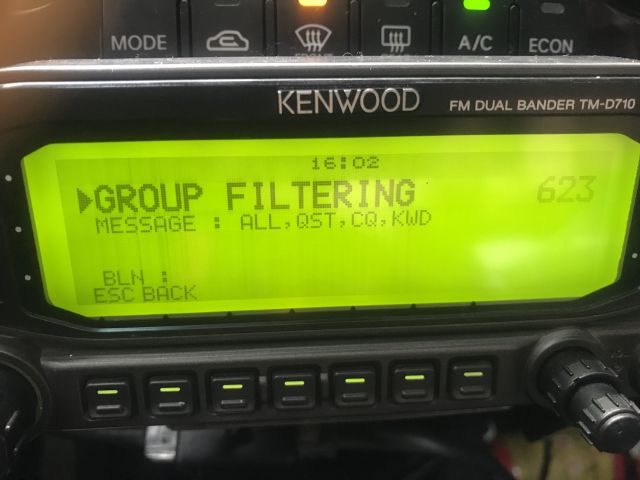 MODE
A/C
ECON
KENWOOD
FM DUAL BANDER TM-D710
16:02
▶GROUP FILTERING 623
MESSAGE : ALL,QST,CQ,KWD
BLN :
ESC BACK